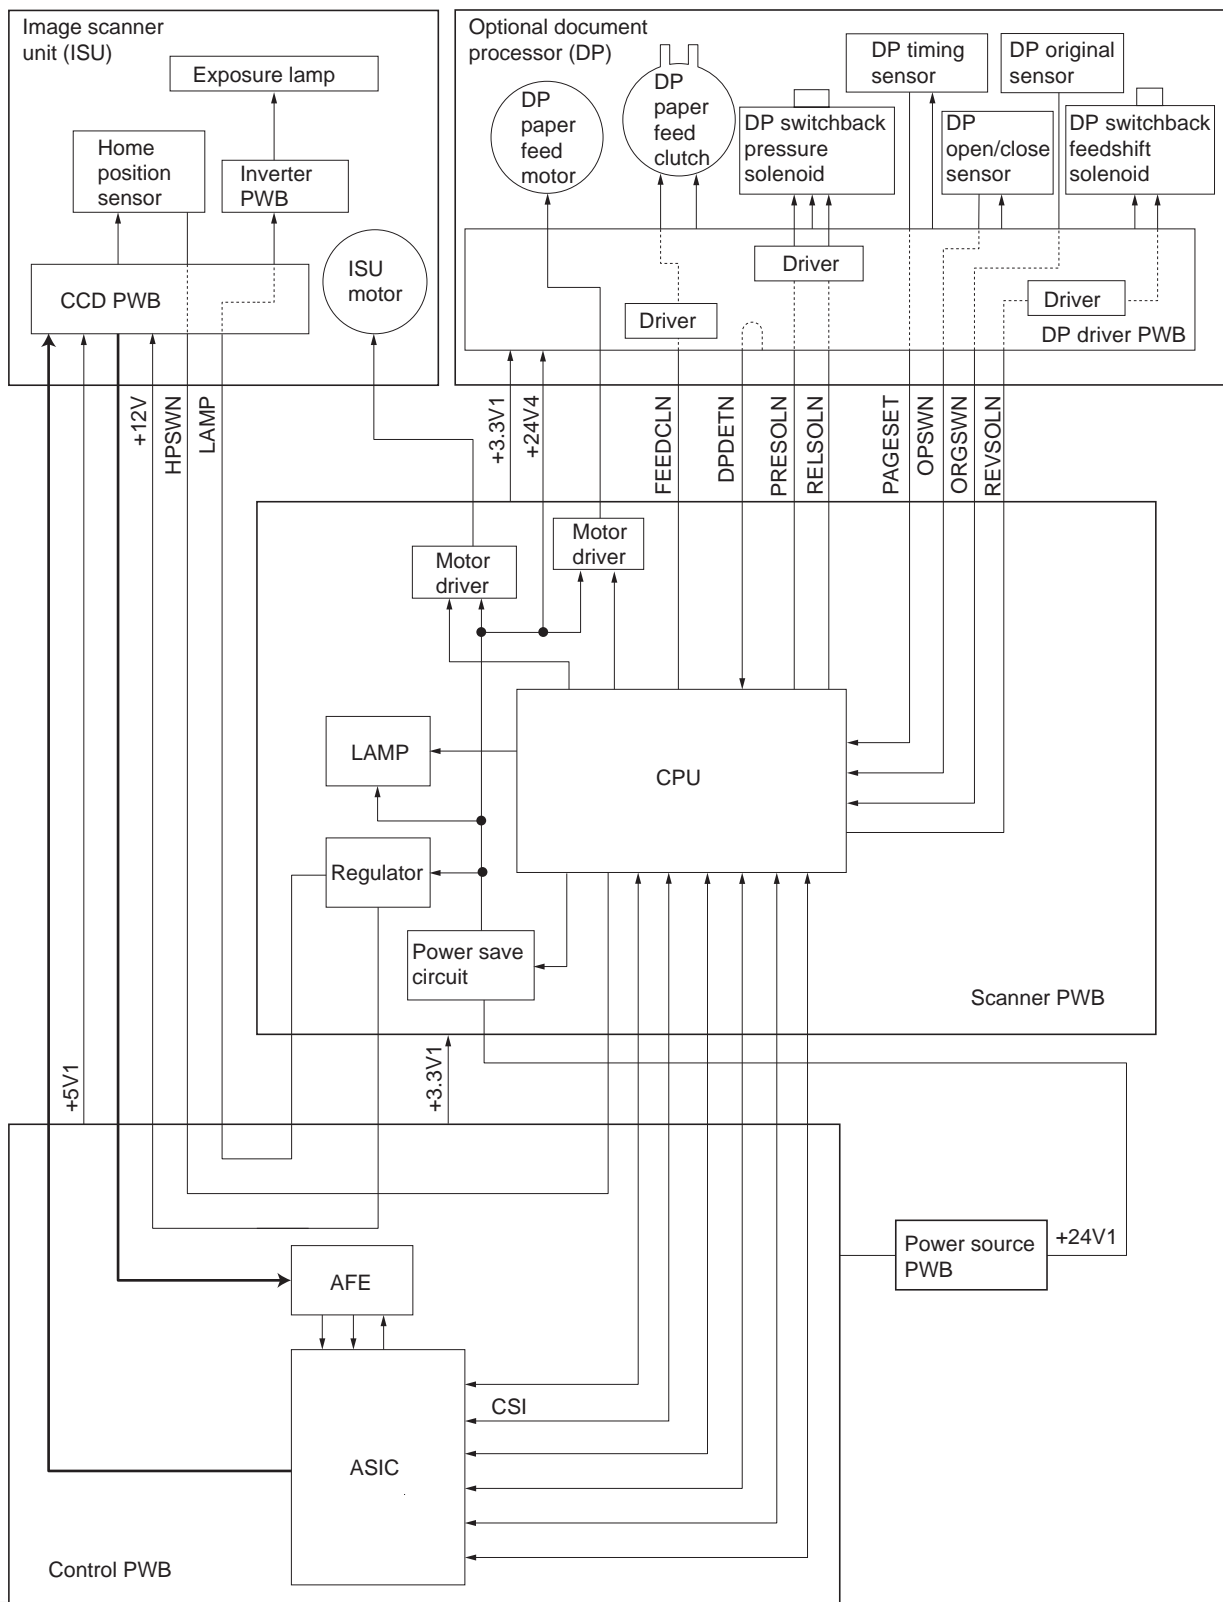 Image scanner
unit (ISU)
Exposure lamp
Home
position
sensor
Inverter
PWB
CCD PWB
ISU
motor
Optional document
processor (DP)
DP
paper
feed
motor
DP
paper
feed
clutch
DP switchback
pressure
solenoid
DP timing
sensor
DP
open/close
sensor
DP original
sensor
DP switchback
feedshift
solenoid
Driver
Driver
Driver
DP driver PWB
+12V
HPSWN
LAMP
+3.3V1
+24V4
FEEDCLN
DPDETN
PRESOLN
RELSOLN
PAGESET
OPSWN
ORGSWN
REVSOLN
Motor
driver
Motor
driver
LAMP
CPU
Regulator
Power save
circuit
Scanner PWB
+5V1
+3.3V1
Power source
PWB
+24V1
AFE
CSI
ASIC
Control PWB